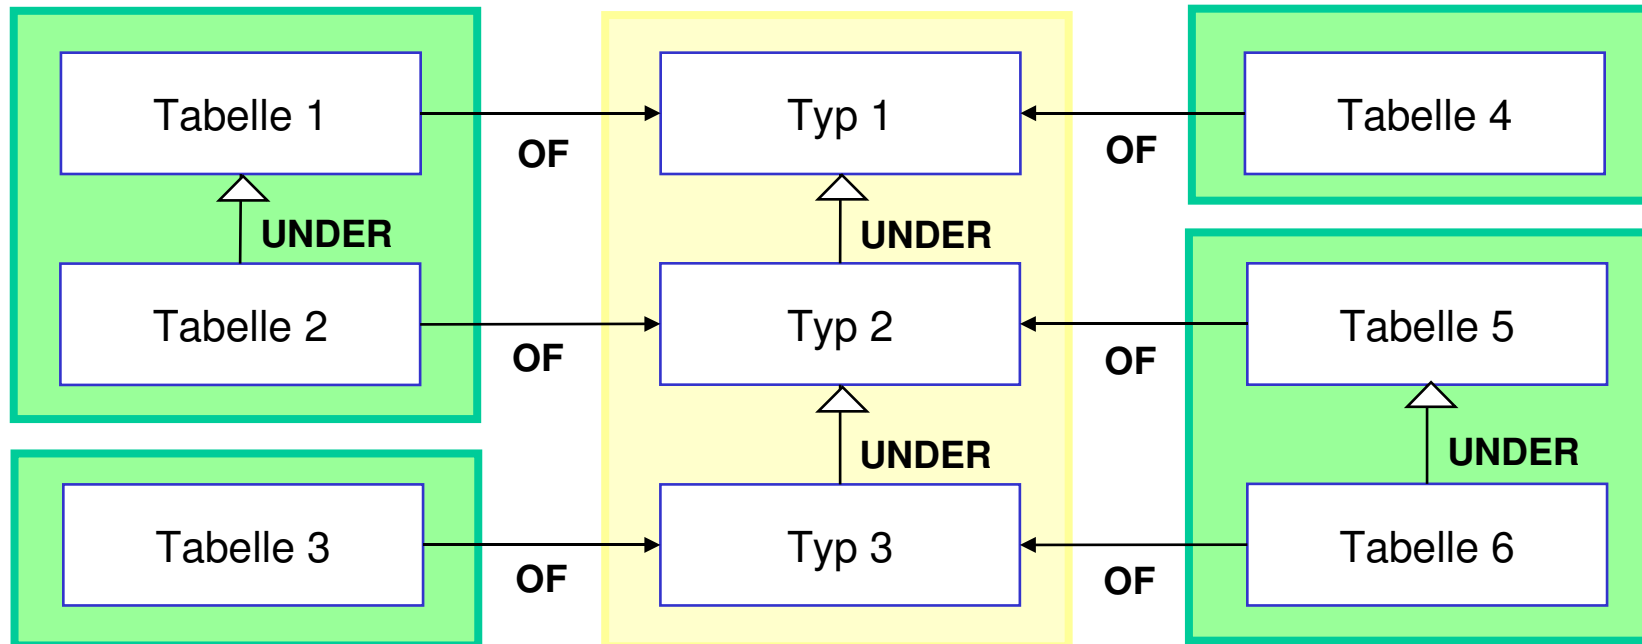 Tabelle 1
Typ 1
Tabelle 4
OF
OF
UNDER
UNDER
Tabelle 2
Typ 2
Tabelle 5
OF
OF
UNDER
UNDER
Tabelle 3
Typ 3
Tabelle 6
OF
OF